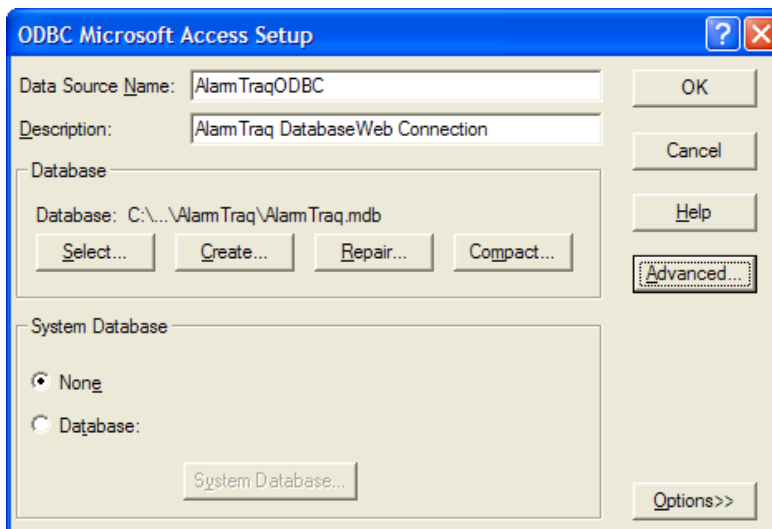 ODBC Microsoft Access Setup
Data Source Name: AlarmTraqODBC
Description: AlarmTraq DatabaseWeb Connection
Database
Database: C:\...\AlarmTraq\AlarmTraq.mdb
Select... Create... Repair... Compact...
System Database
None
Database:
System Database...
OK
Cancel
Help
Advanced...
Options>>